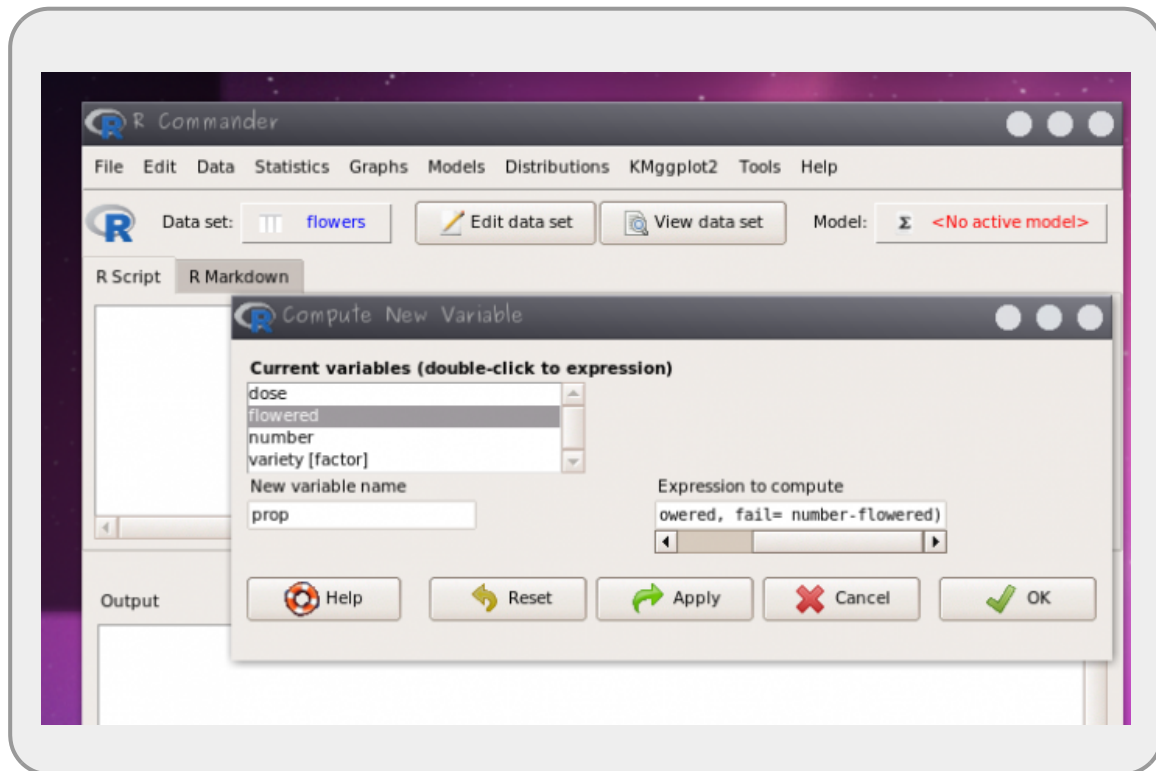 R Commander
File Edit Data Statistics Graphs Models Distributions KMggplot2 Tools Help
R Data set: flowers Edit data set View data set Model: Σ <No active model>
R Script R Markdown
Compute New Variable
Current variables (double-click to expression)
dose
flowered
number
variety [factor]
New variable name Expression to compute
prop owered, fail= number-flowered)
Help Reset Apply Cancel OK
Output